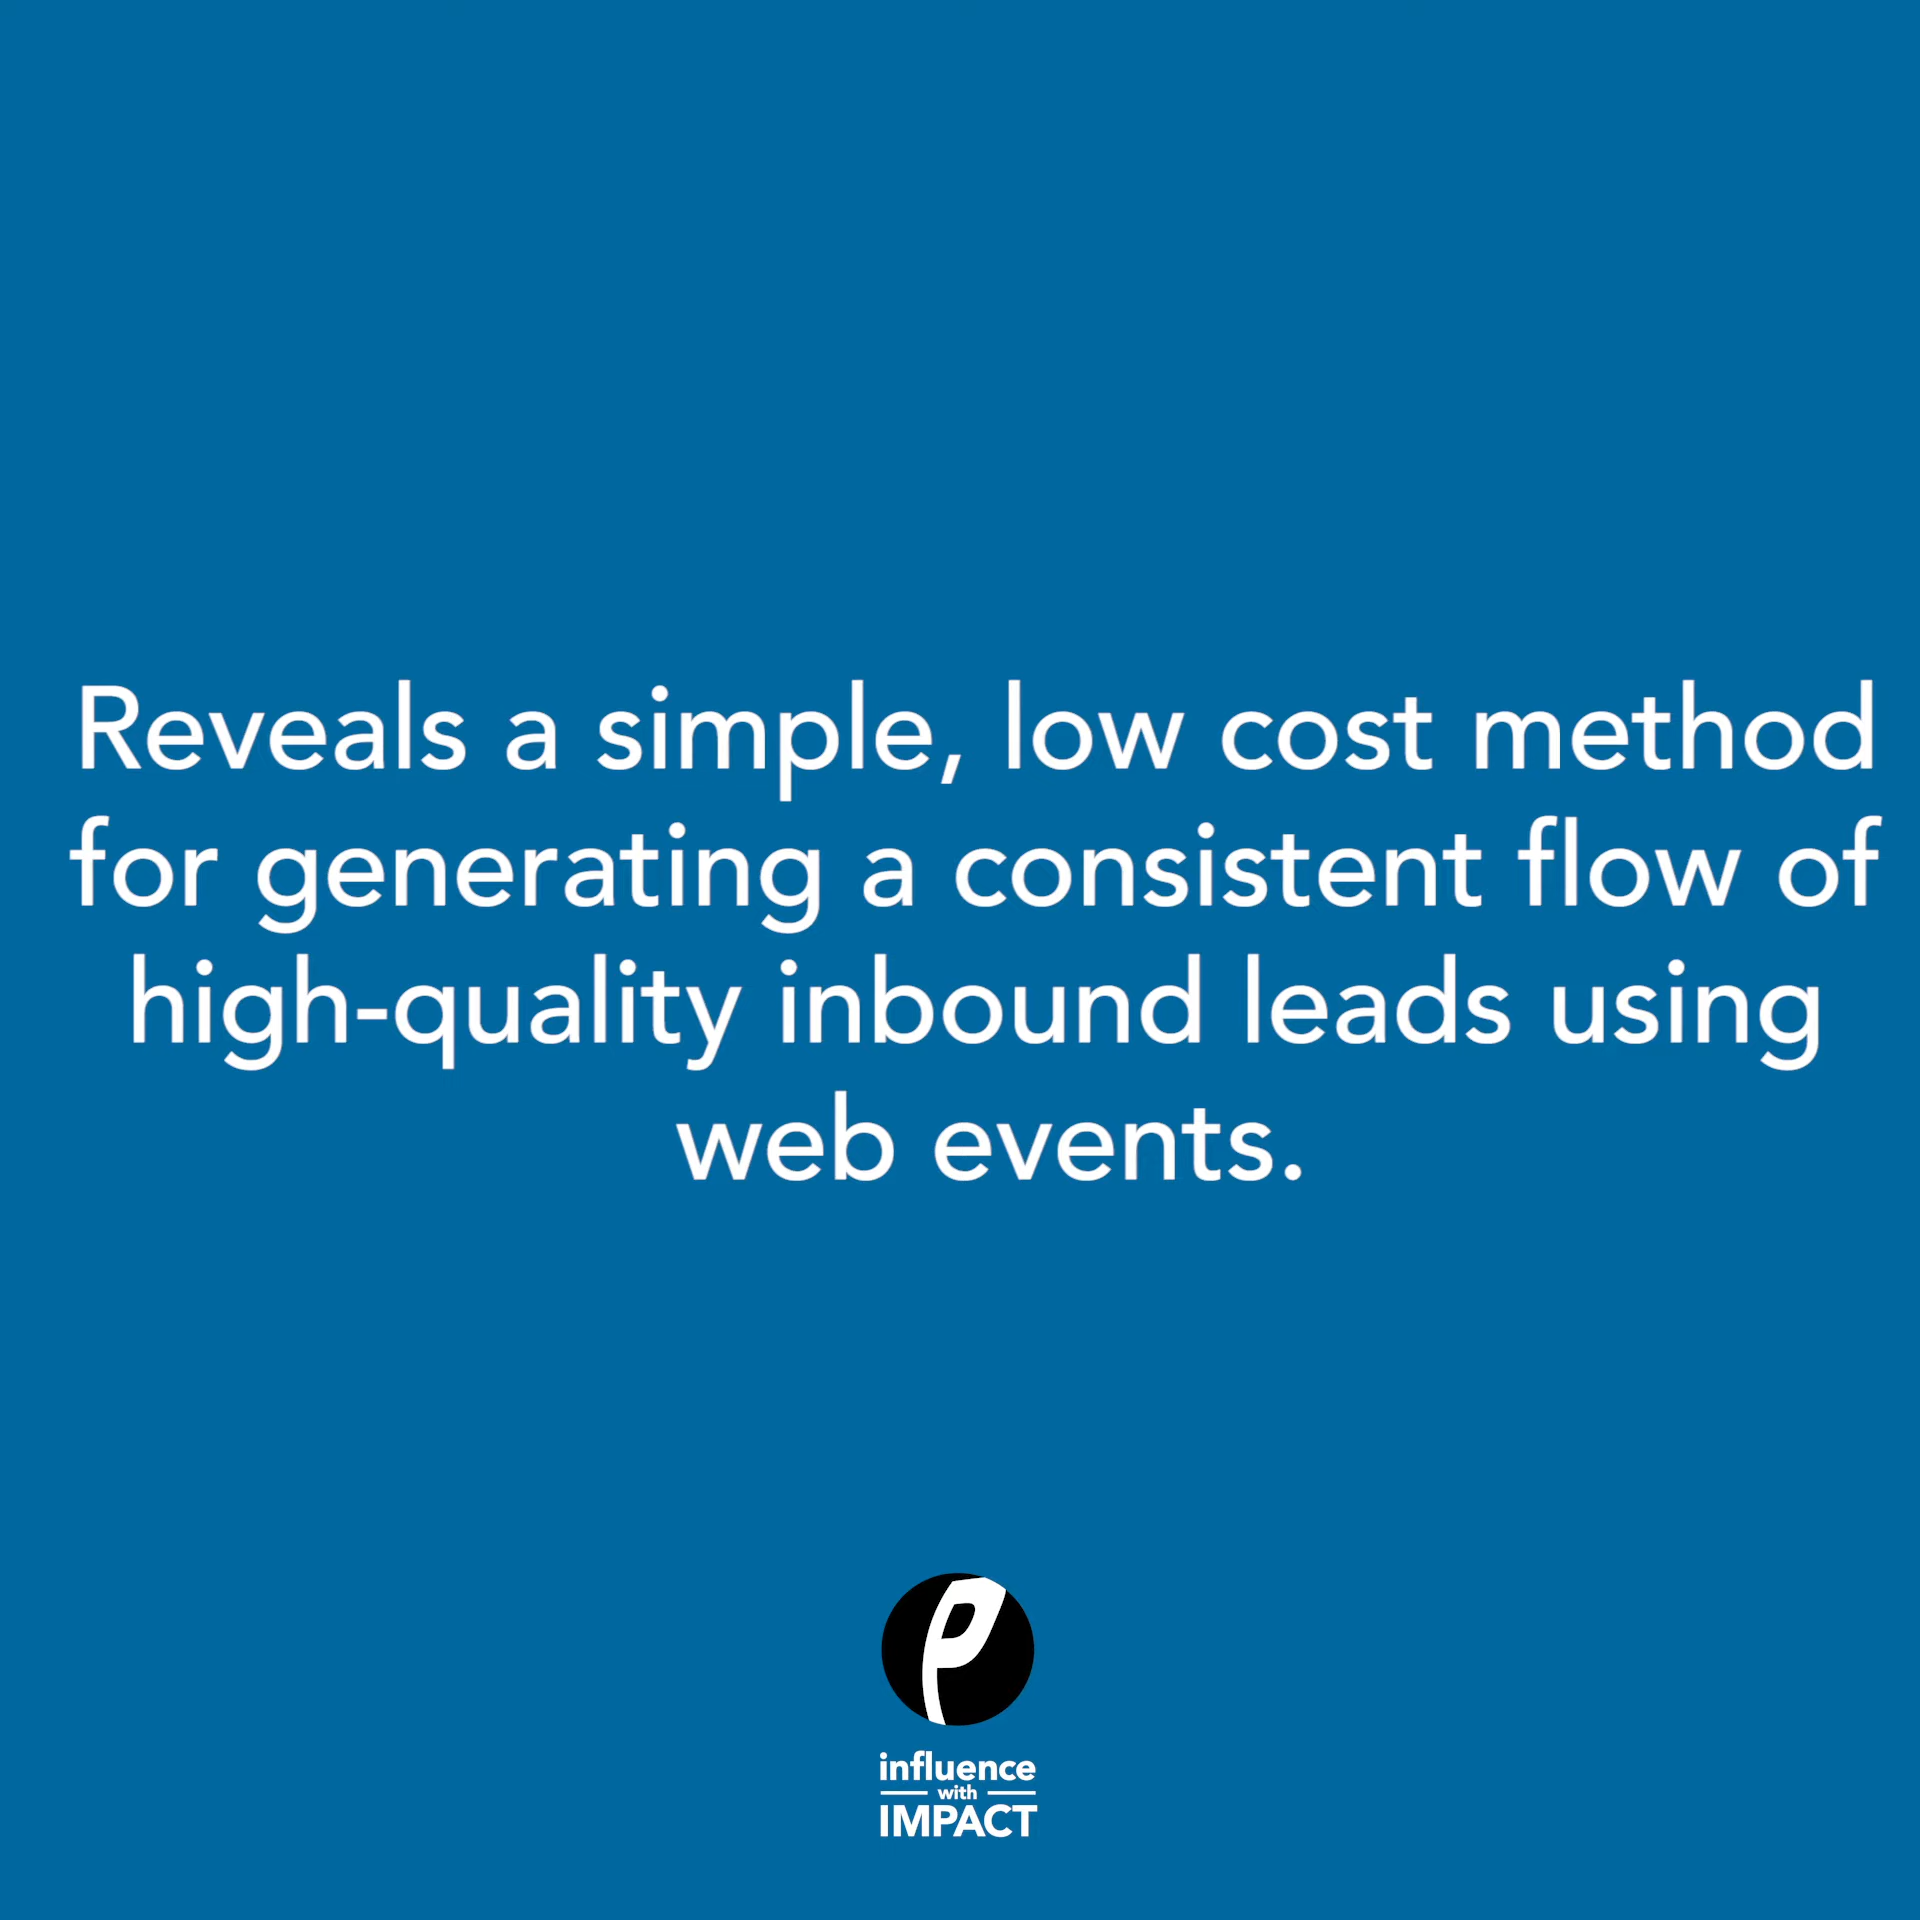 Reveals a simple, low cost method
for generating a consistent flow of
high-quality inbound leads using
web events.
P
influence
with
IMPACT